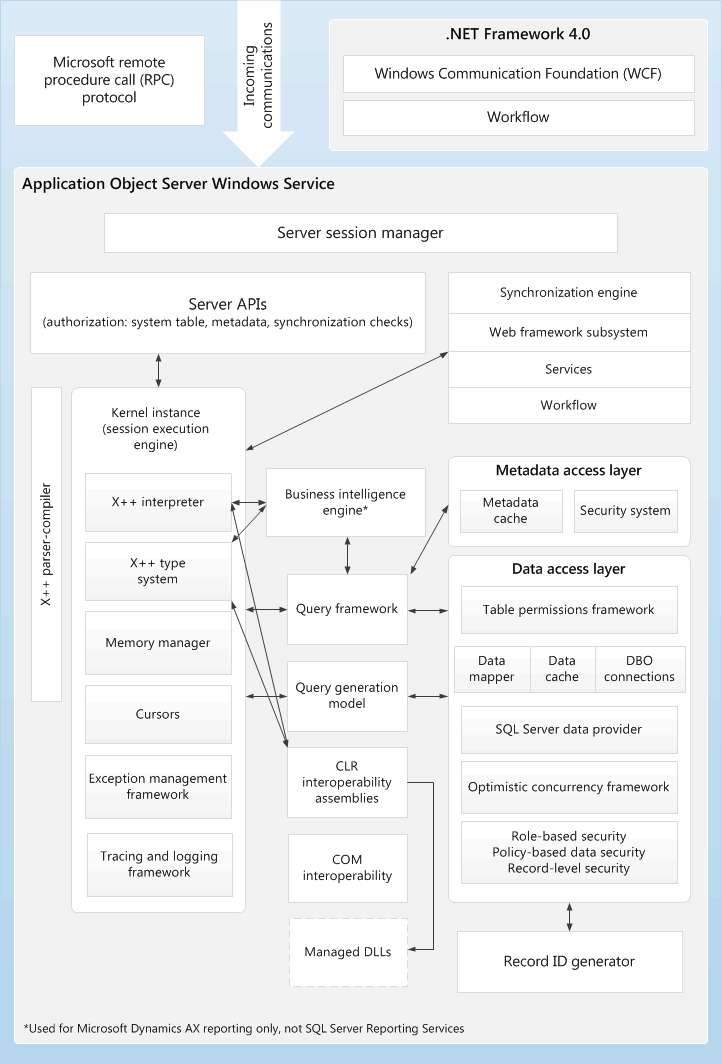 Microsoft remote
procedure call (RPC)
protocol
Incoming
communications
.NET Framework 4.0
Windows Communication Foundation (WCF)
Workflow
Application Object Server Windows Service
Server session manager
Server APIs
(authorization: system table, metadata, synchronization checks)
Synchronization engine
Web framework subsystem
Services
Workflow
X++ parser-compiler
Kernel instance
(session execution
engine)
X++ interpreter
X++ type
system
Memory manager
Cursors
Exception management
framework
Tracing and logging
framework
Business intelligence
engine*
Query framework
Query generation
model
CLR
interoperability
assemblies
COM
interoperability
Managed DLLs
Metadata access layer
Metadata
cache
Security system
Data access layer
Table permissions framework
Data
mapper
Data
cache
DBO
connections
SQL Server data provider
Optimistic concurrency framework
Role-based security
Policy-based data security
Record-level security
Record ID generator
*Used for Microsoft Dynamics AX reporting only, not SQL Server Reporting Services